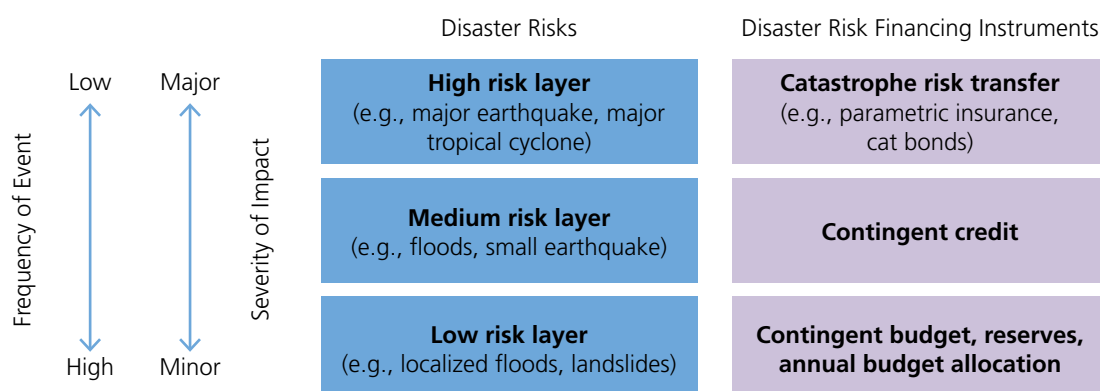 Disaster Risks
Disaster Risk Financing Instruments
Low
Major
Frequency of Event
Severity of Impact
High
Minor
High risk layer
(e.g., major earthquake, major
tropical cyclone)
Catastrophe risk transfer
(e.g., parametric insurance,
cat bonds)
Medium risk layer
(e.g., floods, small earthquake)
Contingent credit
Low risk layer
(e.g., localized floods, landslides)
Contingent budget, reserves,
annual budget allocation